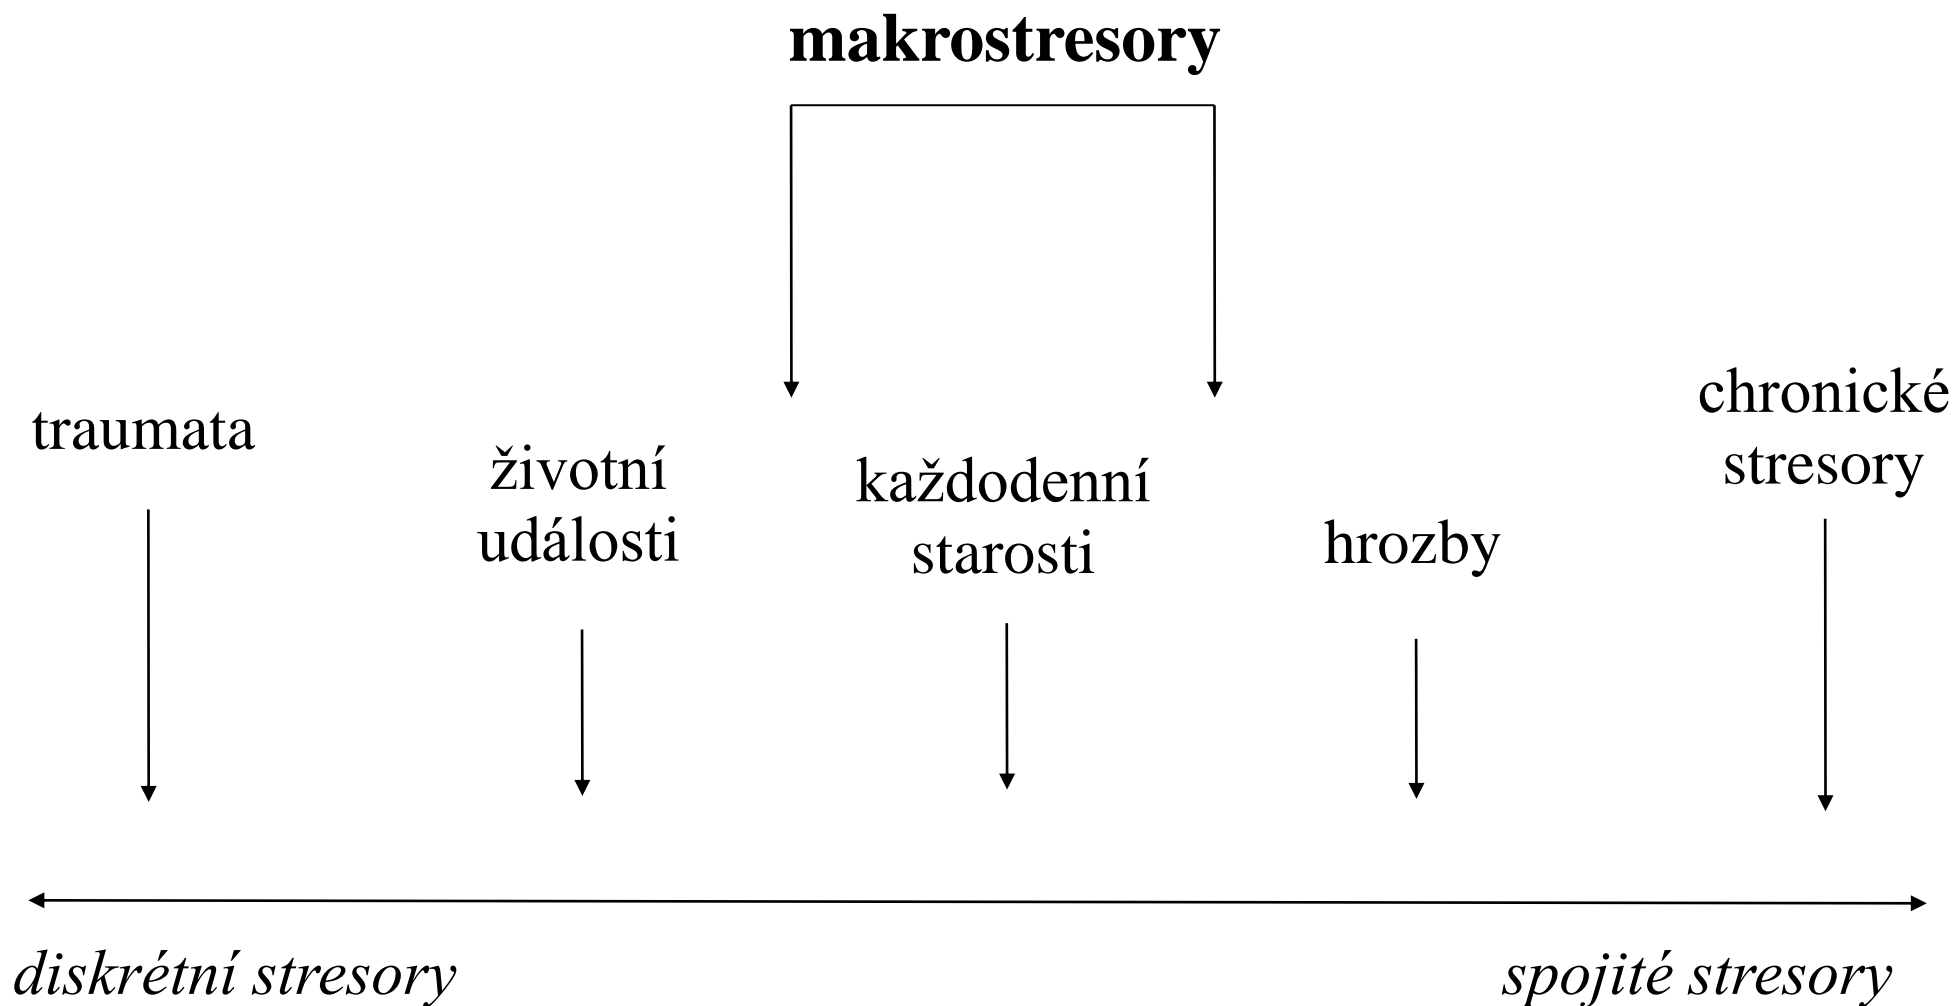 makrostresory
traumata
životní
události
každodenní
starosti
hrozby
chronické
stresory
diskrétní stresory
spojité stresory